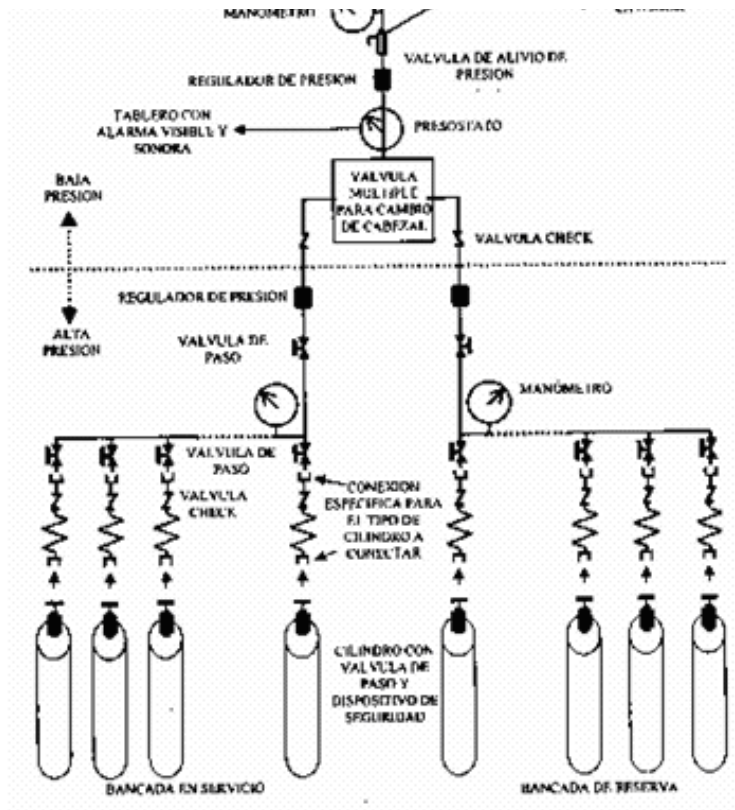 MANOMETRO
VALVULA DE ALIVIO DE
PRESION
REGULADOR DE PRESION
TABLERO CON
ALARMA VISIBLE Y
SONORA
PRESOSTATO
BAJA
PRESION
VALVULA
MULTIPLE
PARA CAMBIO
DE CABEZAL
VALVULA CHECK
REGULADOR DE PRESION
ALTA
PRESION
VALVULA DE
PASO
MANÓMETRO
VALVULA DE
PASO
VALVULA
CHECK
CONEXION
ESPECIFICA PARA
EL TIPO DE
CILINDRO A
CONECTAR
CILINDRO CON
VALVULA DE
PASO Y
DISPOSITIVO DE
SEGURIDAD
BANCADA EN SERVICIO
BANCADA DE RESERVA